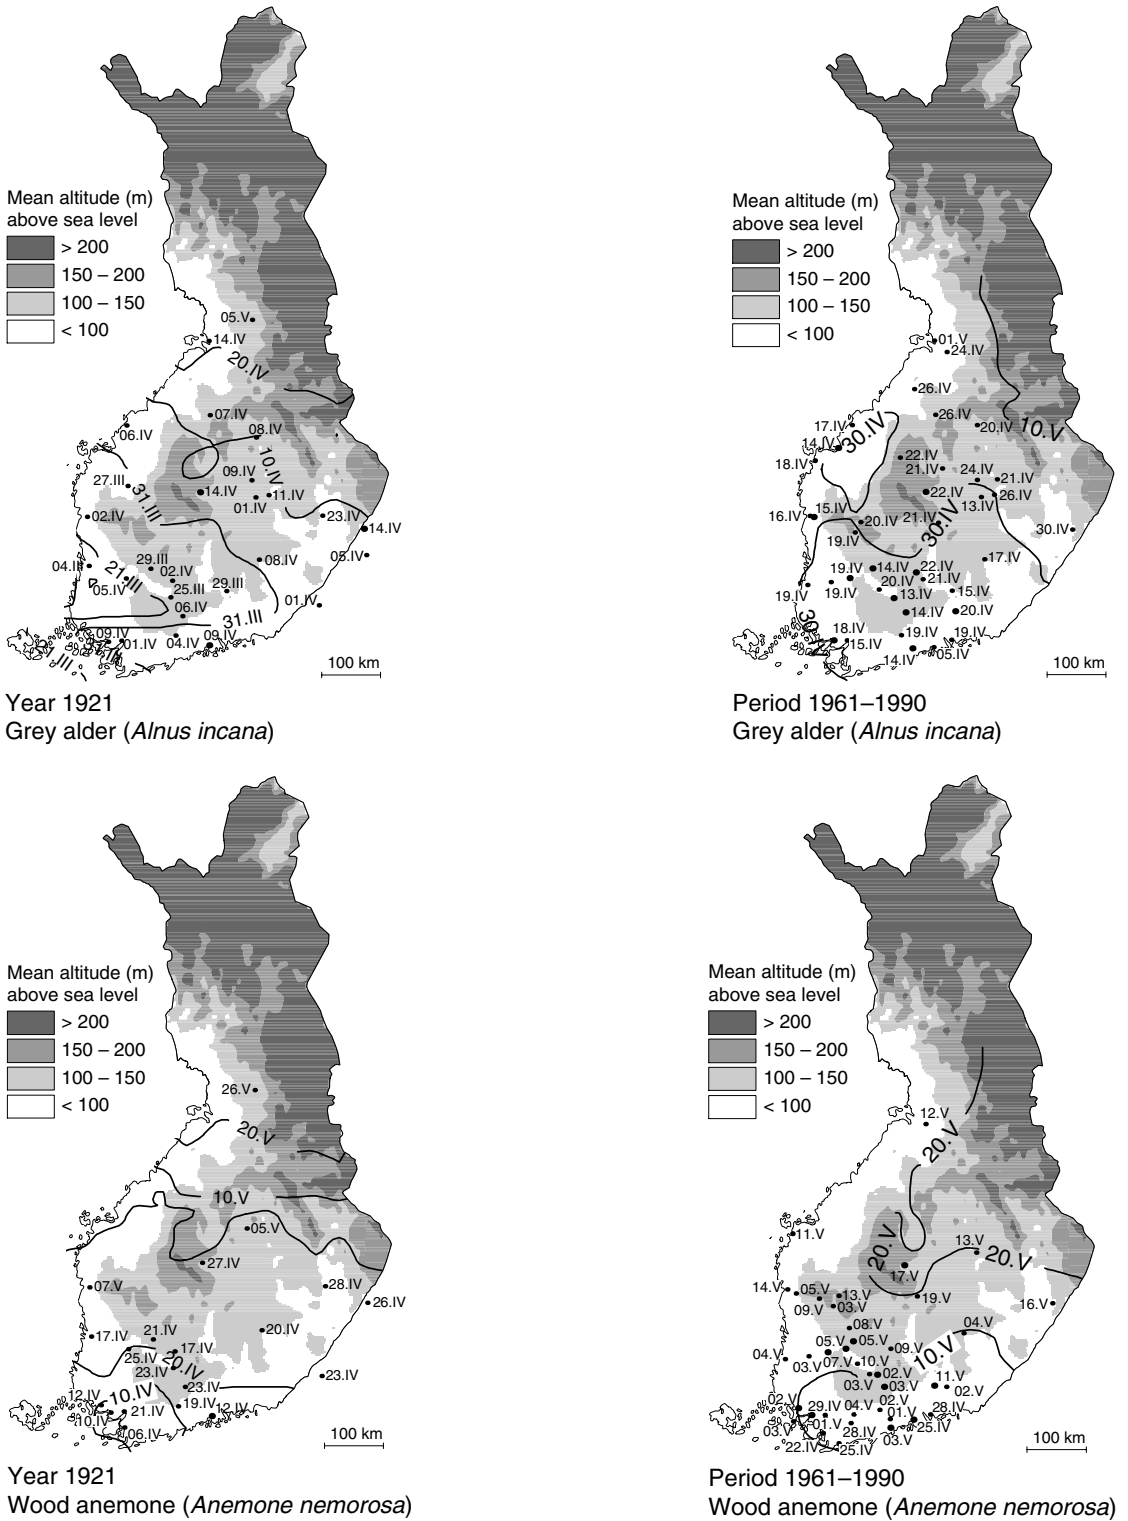 Mean altitude (m)
above sea level
> 200
150 – 200
100 – 150
< 100
05.V
14.IV
20.IV
07.IV
06.IV
08.IV
10.IV
27.III
31.III
09.IV
14.IV
11.IV
01.IV
02.IV
23.IV
14.IV
04.II
29.III
02.IV
08.IV
05.IV
21.III
05.IV
25.III
29.III
06.IV
01.IV
31.III
09.IV
01.IV
04.IV
09.IV
100 km
Year 1921
Grey alder (Alnus incana)
Mean altitude (m)
above sea level
> 200
150 – 200
100 – 150
< 100
01.V
24.IV
26.IV
26.IV
17.IV
30.IV
20.IV
10.V
14.IV
18.IV
22.IV
21.IV
24.IV
21.IV
22.IV
26.IV
13.IV
15.IV
16.IV
20.IV
21.IV
30.IV
30.IV
19.IV
17.IV
19.IV
14.IV
22.IV
21.IV
20.IV
19.IV
19.IV
13.IV
15.IV
14.IV
20.IV
30.IV
18.IV
15.IV
19.IV
19.IV
14.IV
05.IV
100 km
Period 1961–1990
Grey alder (Alnus incana)
Mean altitude (m)
above sea level
> 200
150 – 200
100 – 150
< 100
26.V
20.V
10.V
05.V
27.IV
07.V
28.IV
26.IV
17.IV
21.IV
20.IV
17.IV
25.IV
20.IV
23.IV
23.IV
23.IV
12.IV
10.IV
19.IV
21.IV
12.IV
10.IV
06.IV
100 km
Year 1921
Wood anemone (Anemone nemorosa)
Mean altitude (m)
above sea level
> 200
150 – 200
100 – 150
< 100
12.V
20.V
11.V
20.V
13.V
20.V
17.V
14.V
05.V
13.V
19.V
09.V
03.V
16.V
08.V
04.V
05.V
05.V
09.V
10.V
04.V
03.V
07.V
10.V
02.V
11.V
03.V
03.V
02.V
02.V
29.IV
04.V
02.V
01.V
28.IV
03.V
01.V
28.IV
25.IV
03.V
22.IV
25.IV
100 km
Period 1961–1990
Wood anemone (Anemone nemorosa)